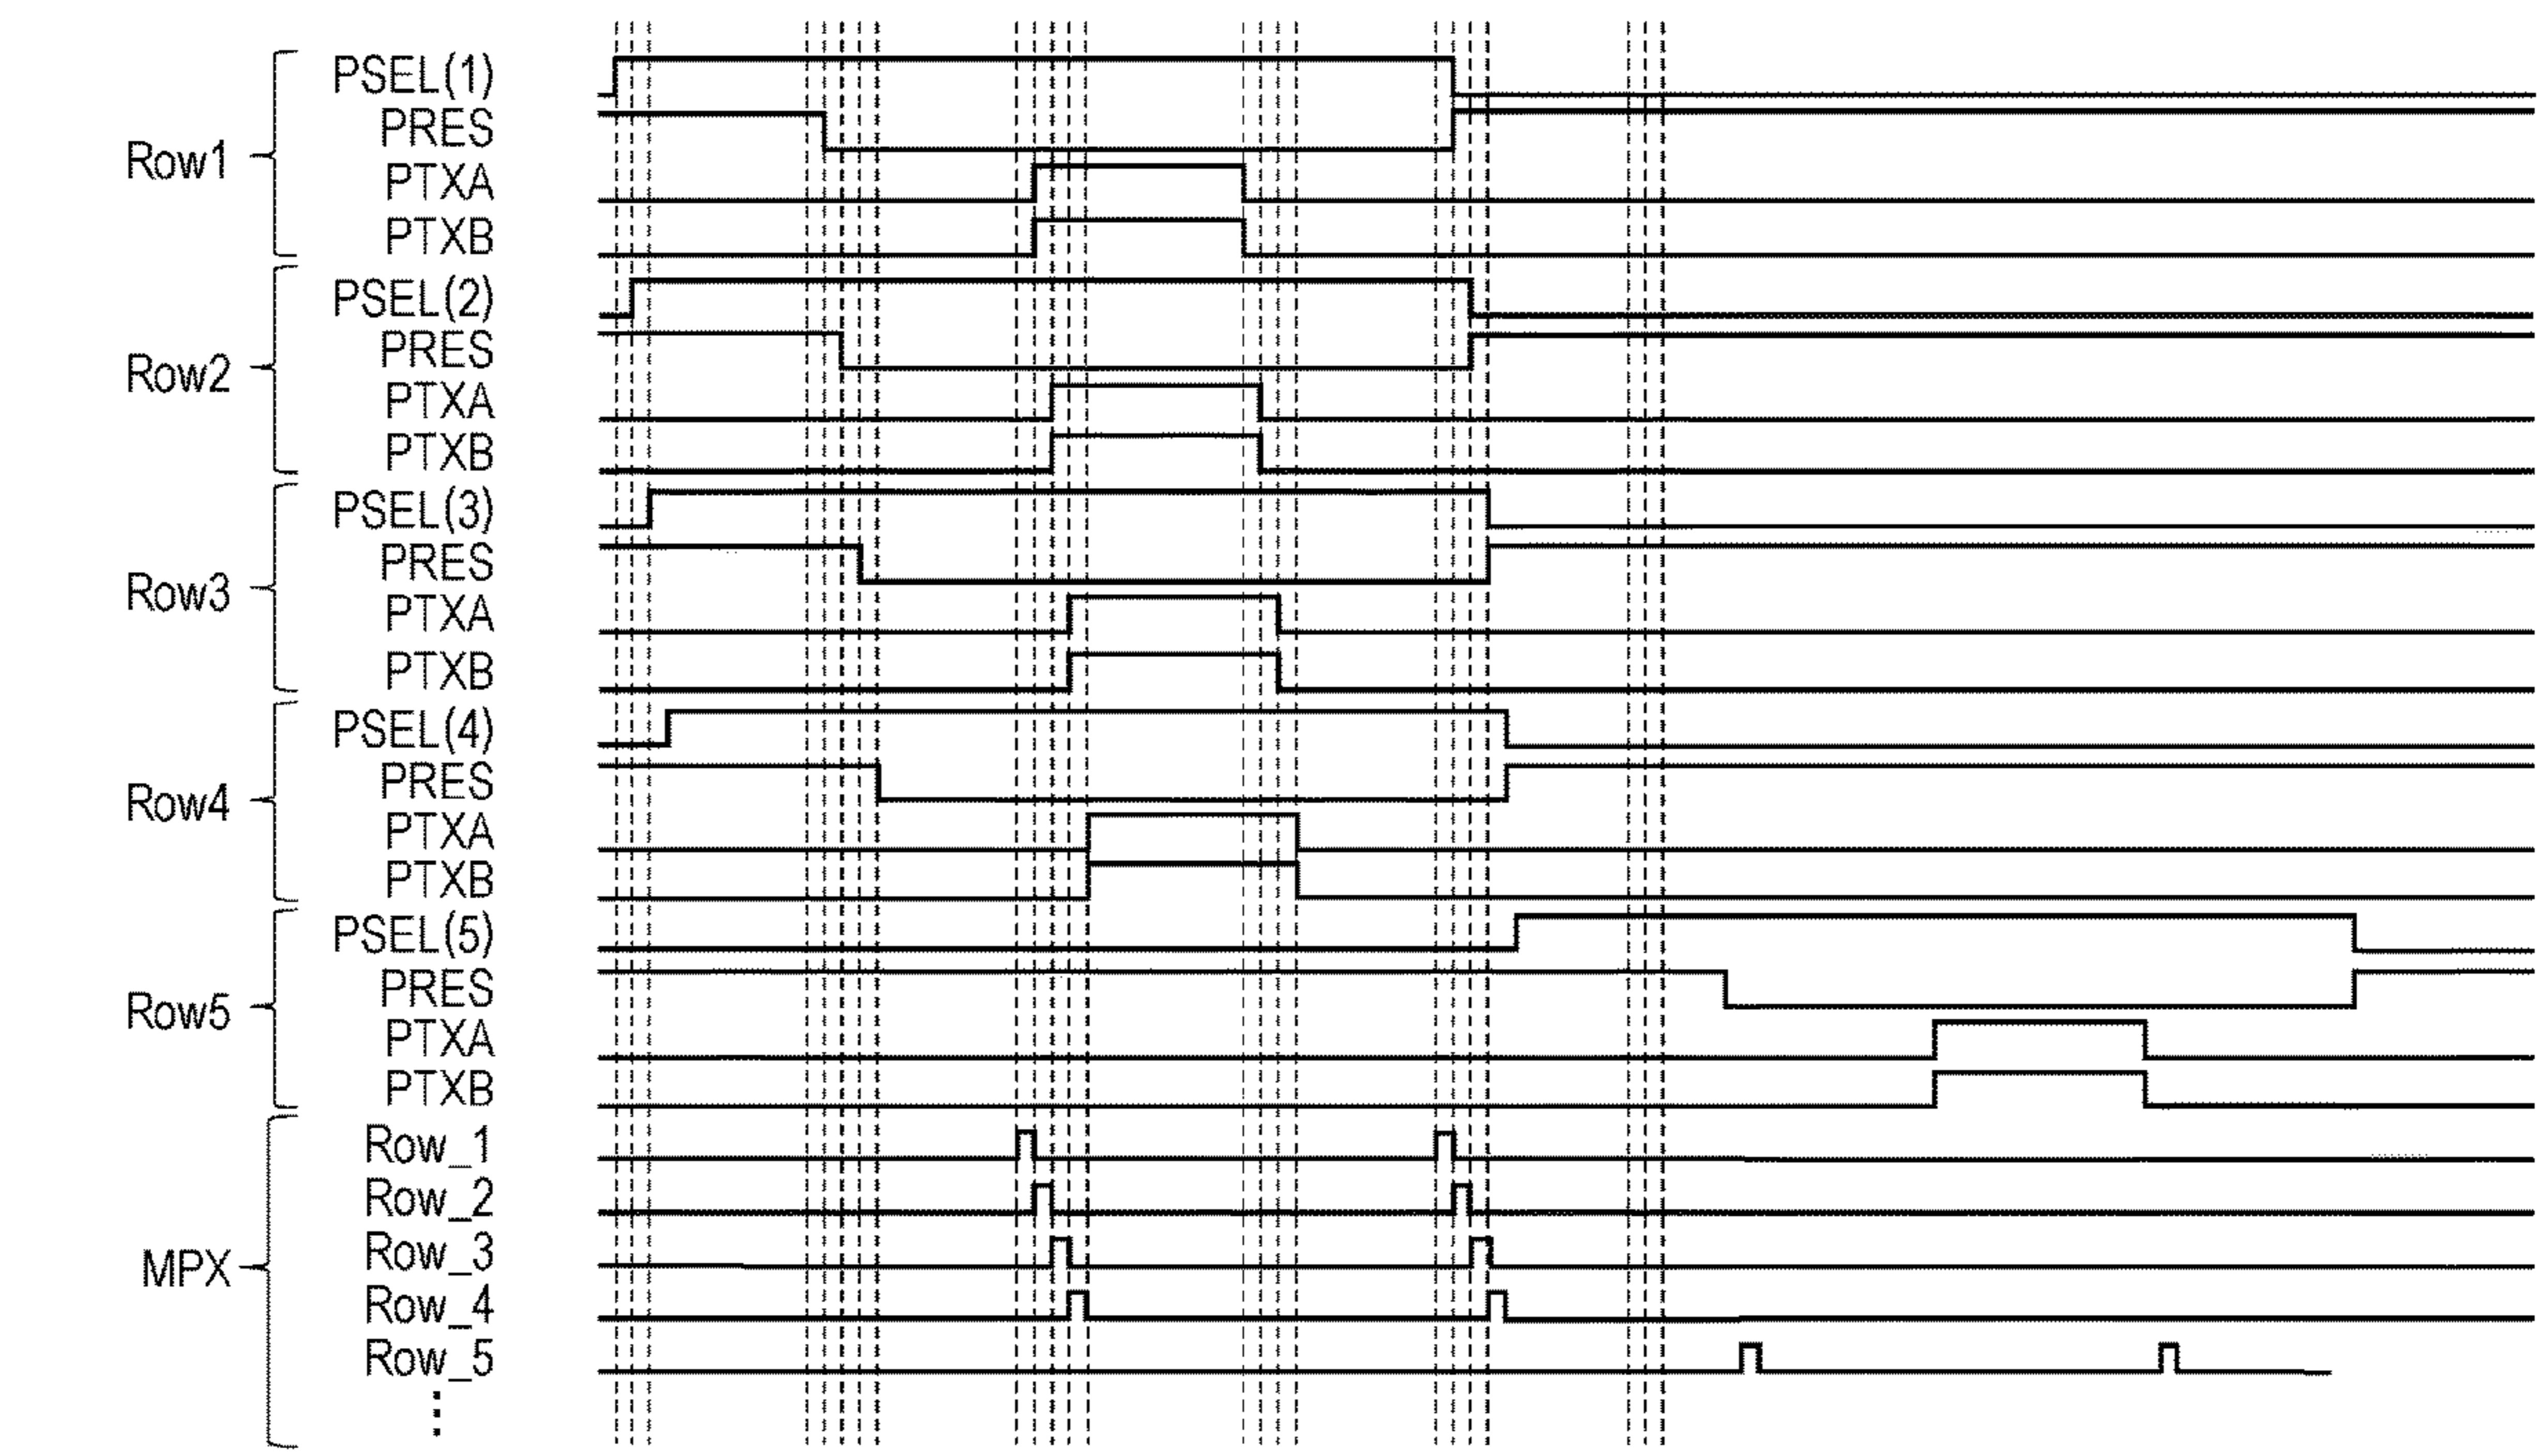 Row1
PSEL(1)
PRES
PTXA
PTXB
Row2
PSEL(2)
PRES
PTXA
PTXB
Row3
PSEL(3)
PRES
PTXA
PTXB
Row4
PSEL(4)
PRES
PTXA
PTXB
Row5
PSEL(5)
PRES
PTXA
PTXB
MPX
Row_1
Row_2
Row_3
Row_4
Row_5